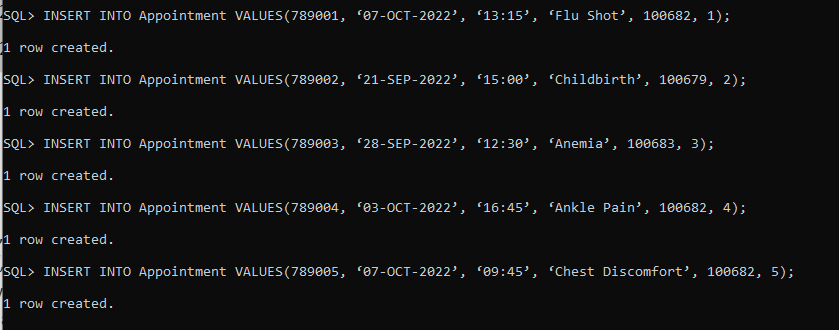 SQL> INSERT INTO Appointment VALUES(789001, ‘07-OCT-2022’, ‘13:15’, ‘Flu Shot’, 100682, 1);
1 row created.
SQL> INSERT INTO Appointment VALUES(789002, ‘21-SEP-2022’, ‘15:00’, ‘Childbirth’, 100679, 2);
1 row created.
SQL> INSERT INTO Appointment VALUES(789003, ‘28-SEP-2022’, ‘12:30’, ‘Anemia’, 100683, 3);
1 row created.
SQL> INSERT INTO Appointment VALUES(789004, ‘03-OCT-2022’, ‘16:45’, ‘Ankle Pain’, 100682, 4);
1 row created.
SQL> INSERT INTO Appointment VALUES(789005, ‘07-OCT-2022’, ‘09:45’, ‘Chest Discomfort’, 100682, 5);
1 row created.